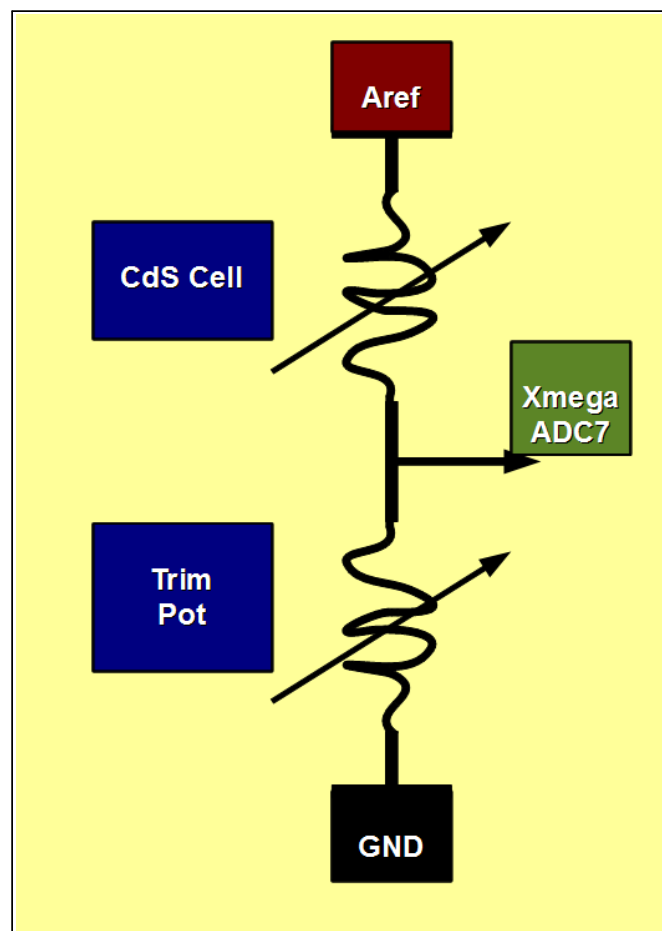 Aref
CdS Cell
Xmega
ADC7
Trim
Pot
GND